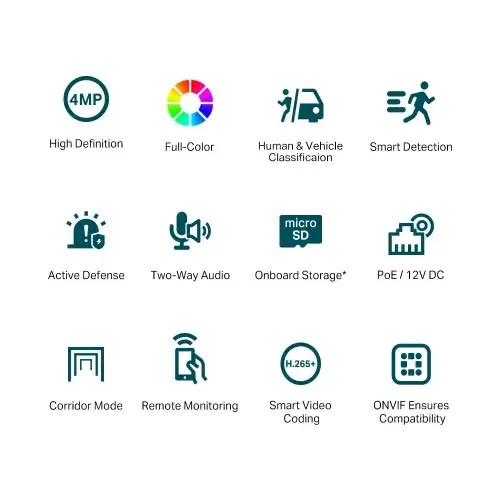 4MP
High Definition
Full-Color
Human & Vehicle
Classificaion
Smart Detection
Active Defense
Two-Way Audio
micro
SD
Onboard Storage*
PoE / 12V DC
Corridor Mode
Remote Monitoring
H.265+
Smart Video
Coding
ONVIF Ensures
Compatibility